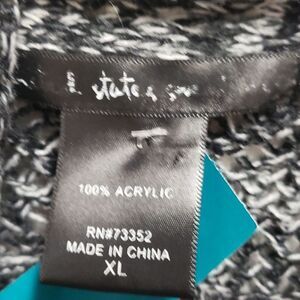 100% ACRYLIC
RN#73352
MADE IN CHINA
XL